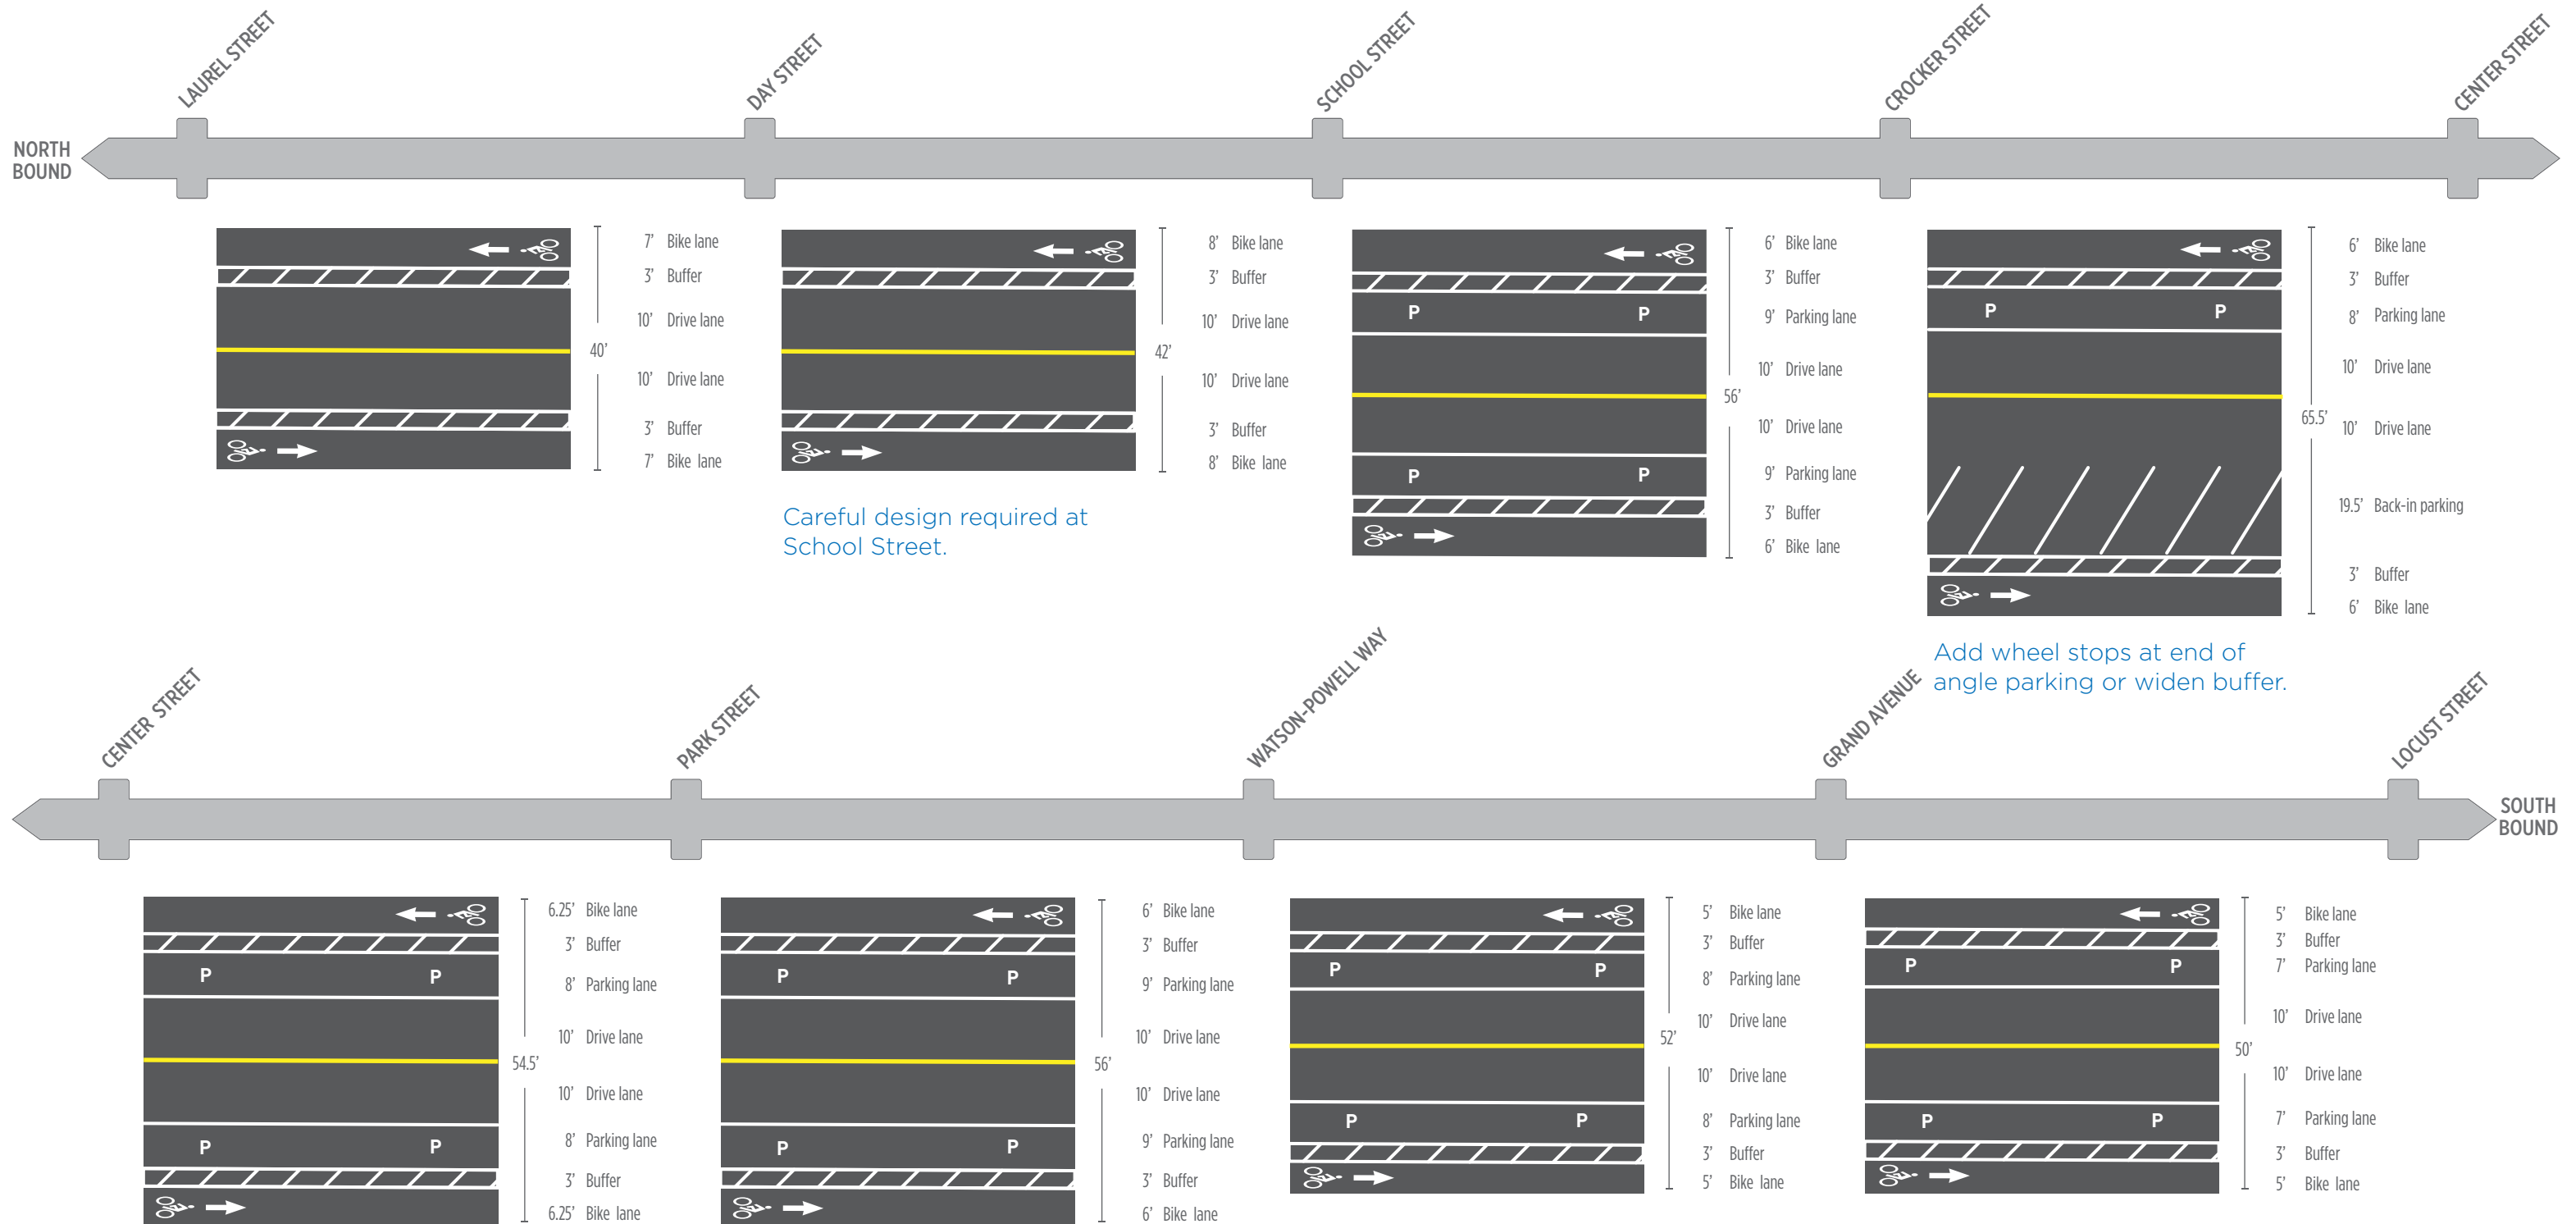 LAUREL STREET
DAY STREET
SCHOOL STREET
CROCKER STREET
CENTER STREET
NORTH
BOUND
7' Bike lane
3' Buffer
10' Drive lane
40'
10' Drive lane
3' Buffer
7' Bike lane
8' Bike lane
3' Buffer
10' Drive lane
42'
10' Drive lane
3' Buffer
8' Bike lane
Careful design required at
School Street.
P P
P P
6' Bike lane
3' Buffer
9' Parking lane
10' Drive lane
56'
10' Drive lane
9' Parking lane
3' Buffer
6' Bike lane
P P
6' Bike lane
3' Buffer
8' Parking lane
10' Drive lane
65.5'
10' Drive lane
19.5' Back-in parking
3' Buffer
6' Bike lane
Add wheel stops at end of
angle parking or widen buffer.
CENTER STREET
PARK STREET
WATSON-POWELL WAY
GRAND AVENUE
LOCUST STREET
SOUTH
BOUND
P P
P P
6.25' Bike lane
3' Buffer
8' Parking lane
10' Drive lane
54.5'
10' Drive lane
8' Parking lane
3' Buffer
6.25' Bike lane
P P
P P
6' Bike lane
3' Buffer
9' Parking lane
10' Drive lane
56'
10' Drive lane
9' Parking lane
3' Buffer
6' Bike lane
P P
P P
5' Bike lane
3' Buffer
8' Parking lane
10' Drive lane
52'
10' Drive lane
8' Parking lane
3' Buffer
5' Bike lane
P P
P P
5' Bike lane
3' Buffer
7' Parking lane
10' Drive lane
50'
10' Drive lane
7' Parking lane
3' Buffer
5' Bike lane